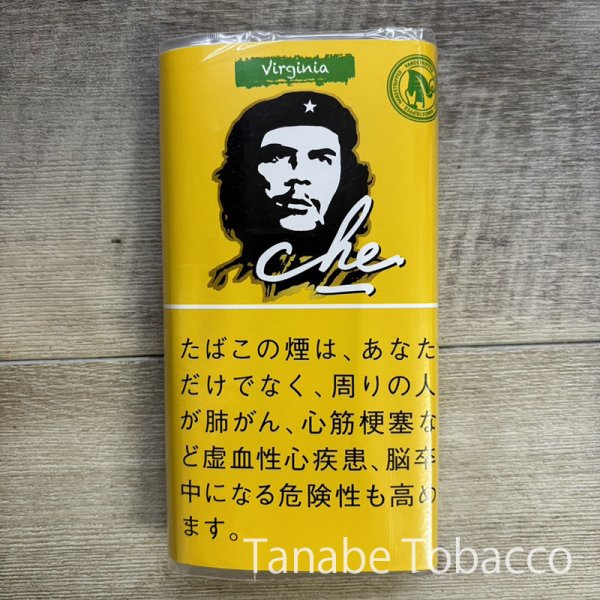 Virginia
HANDSTRIPPED
che
たばこの煙は、あなた
だけでなく、周りの人
が肺がん、心筋梗塞な
ど虚血性心疾患、脳卒
中になる危険性も高め
ます。
Tanabe Tobacco